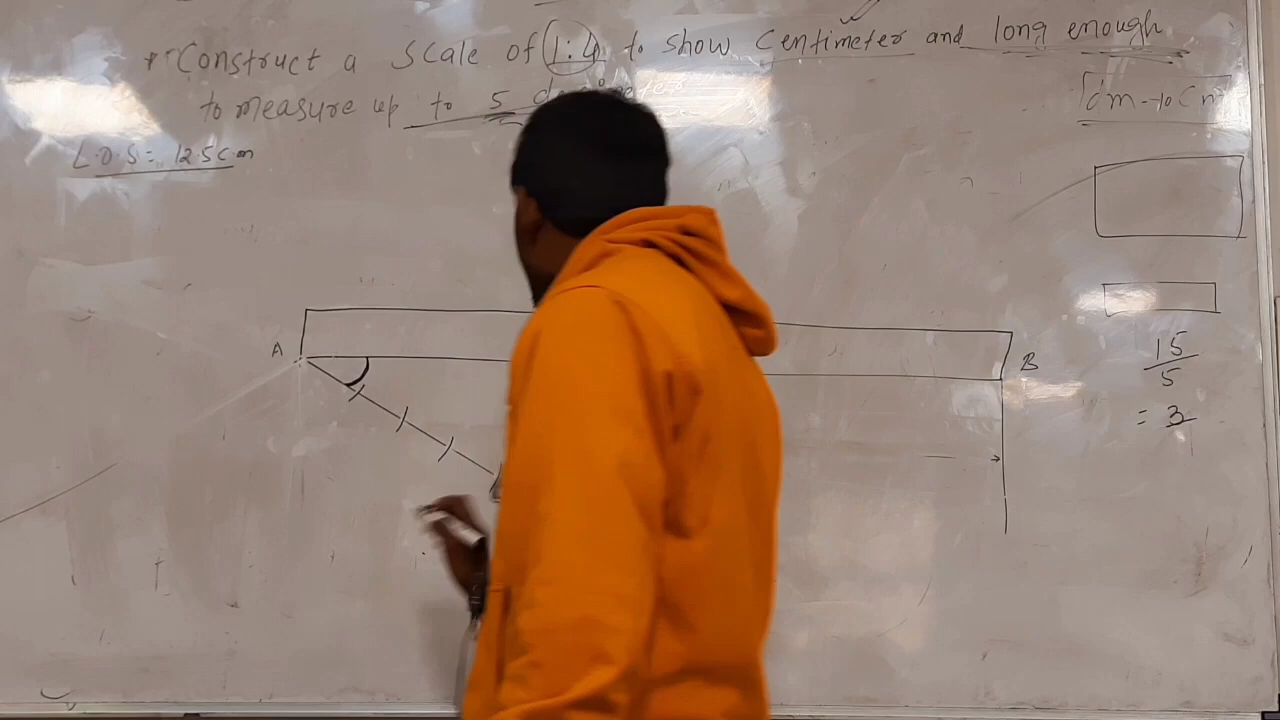 * Construct a Scale of 1:4 to show Centimeter and long enough
to measure up to 5
dm → Cm
L.O.S = 12.5Cm
A
B
15
5
= 3